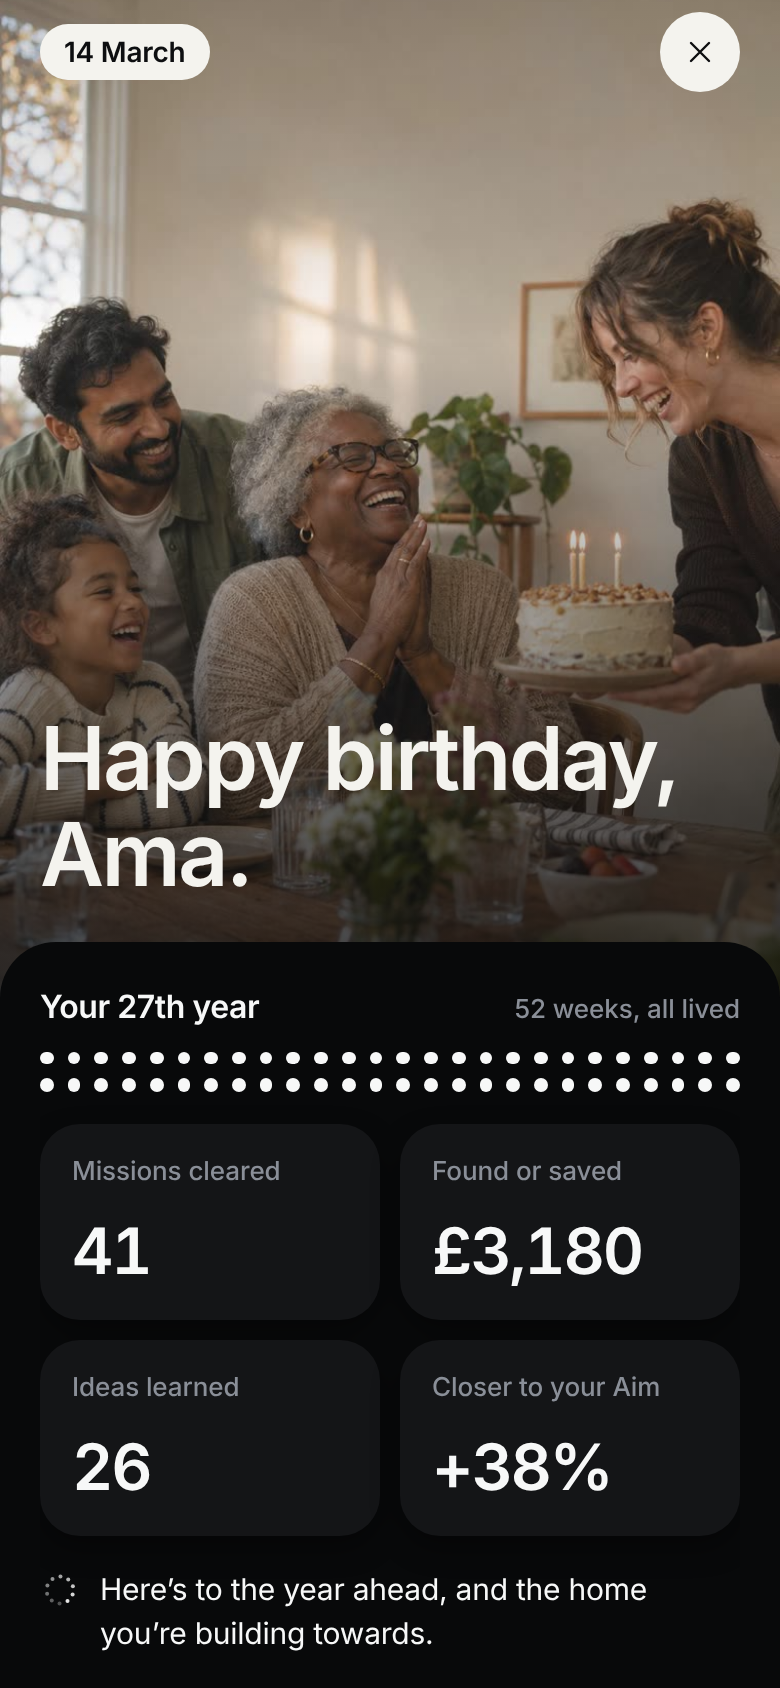 14 March
Happy birthday,
Ama.
Your 27th year
52 weeks, all lived
Missions cleared
41
Found or saved
£3,180
Ideas learned
26
Closer to your Aim
+38%
Here’s to the year ahead, and the home
you’re building towards.